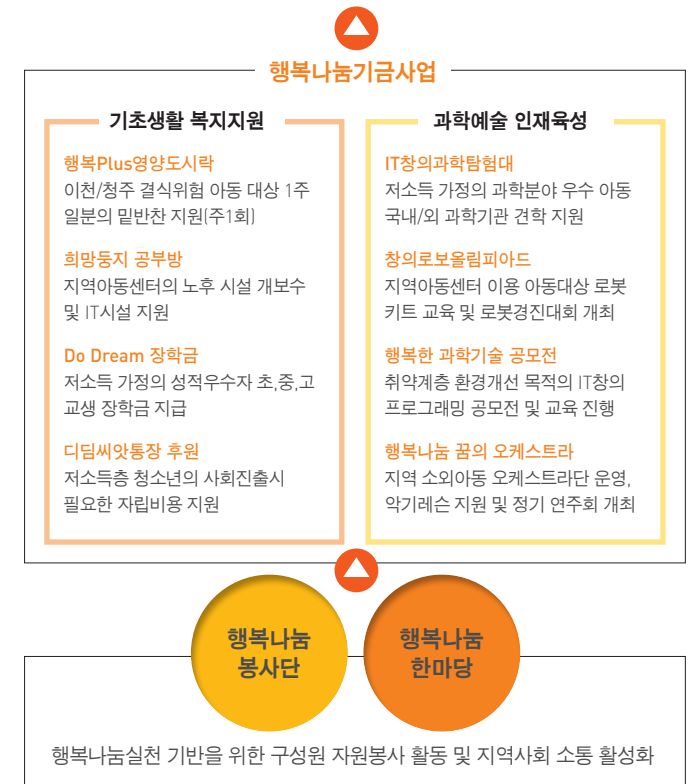 행복나눔기금사업
기초생활 복지지원
행복Plus영양도시락
이천/청주 결식위험 아동 대상 1주
일분의 밑반찬 지원(주1회)
희망둥지 공부방
지역아동센터의 노후 시설 개보수
및 IT시설 지원
Do Dream 장학금
저소득 가정의 성적우수자 초,중,고
교생 장학금 지급
디딤씨앗통장 후원
저소득층 청소년의 사회진출시
필요한 자립비용 지원
과학예술 인재육성
IT창의과학탐험대
저소득 가정의 과학분야 우수 아동
국내/외 과학기관 견학 지원
창의로보올림피아드
지역아동센터 이용 아동대상 로봇
키트 교육 및 로봇경진대회 개최
행복한 과학기술 공모전
취약계층 환경개선 목적의 IT창의
프로그래밍 공모전 및 교육 진행
행복나눔 꿈의 오케스트라
지역 소외아동 오케스트라단 운영,
악기레슨 지원 및 정기 연주회 개최
행복나눔
봉사단
행복나눔
한마당
행복나눔실천 기반을 위한 구성원 자원봉사 활동 및 지역사회 소통 활성화